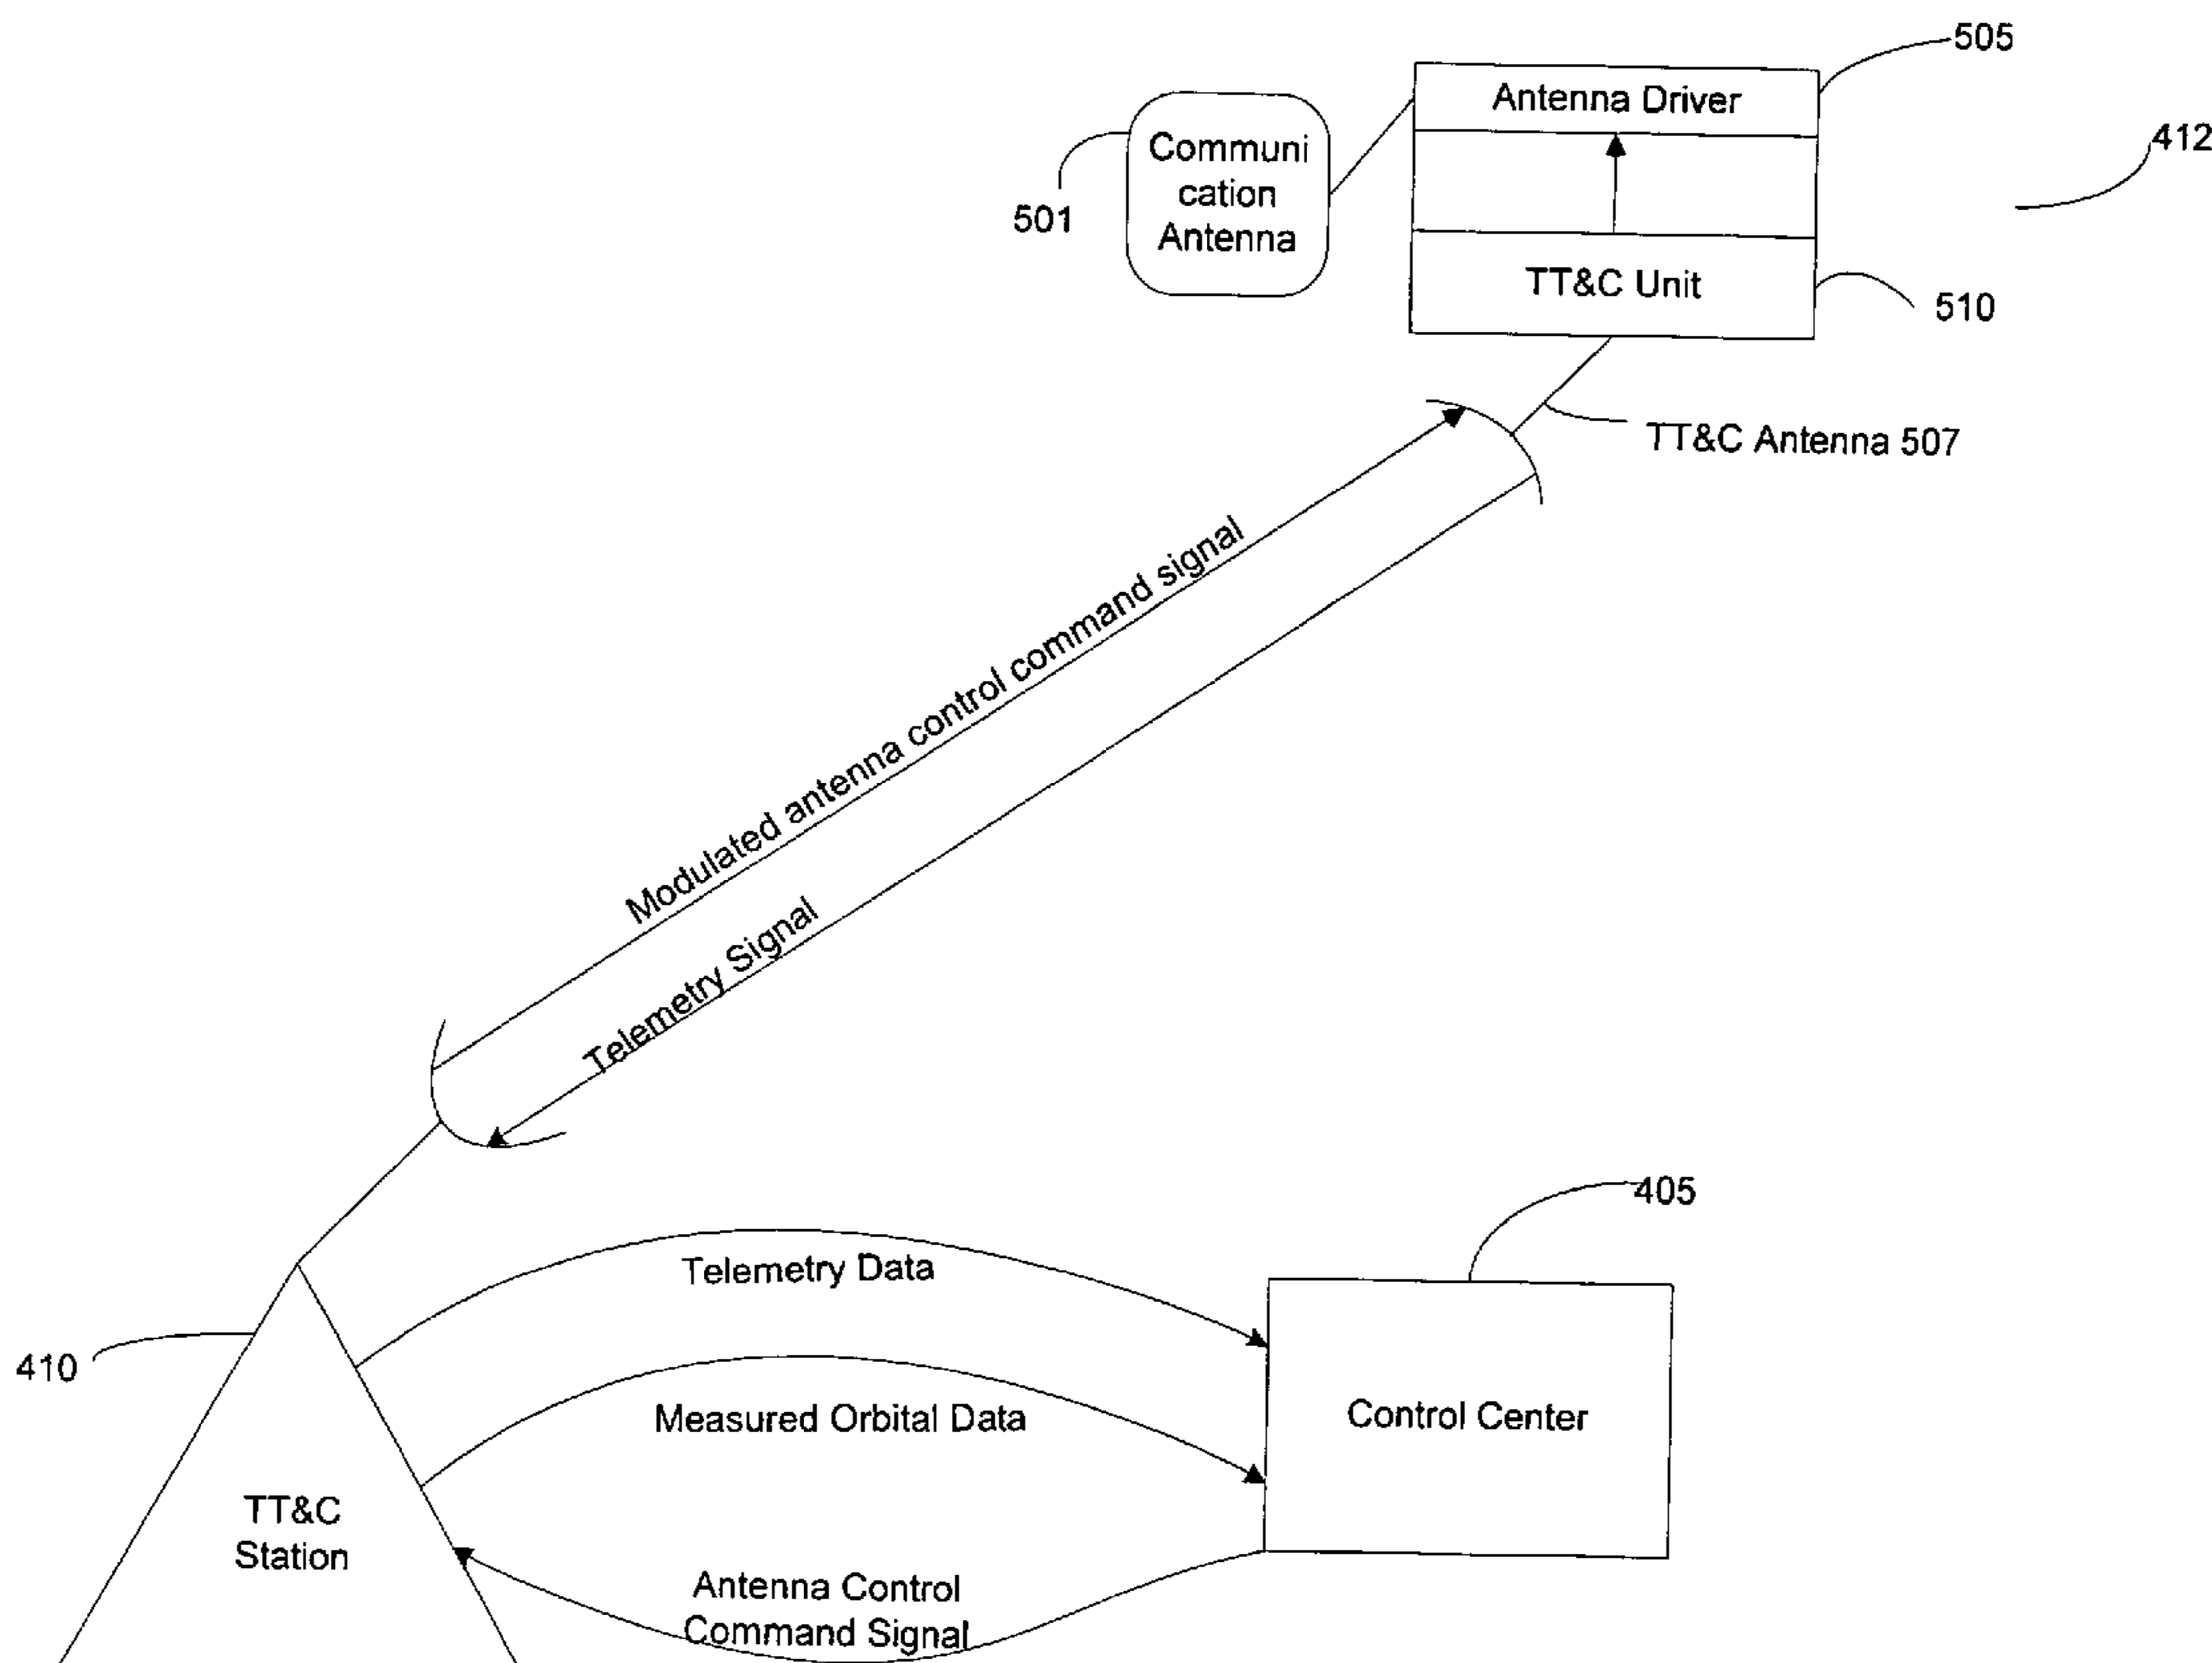 505
Antenna Driver
412
Communi
cation
Antenna
501
TT&C Unit
510
TT&C Antenna 507
Modulated antenna control command signal
Telemetry Signal
405
Telemetry Data
410
Measured Orbital Data
Control Center
TT&C
Station
Antenna Control
Command Signal